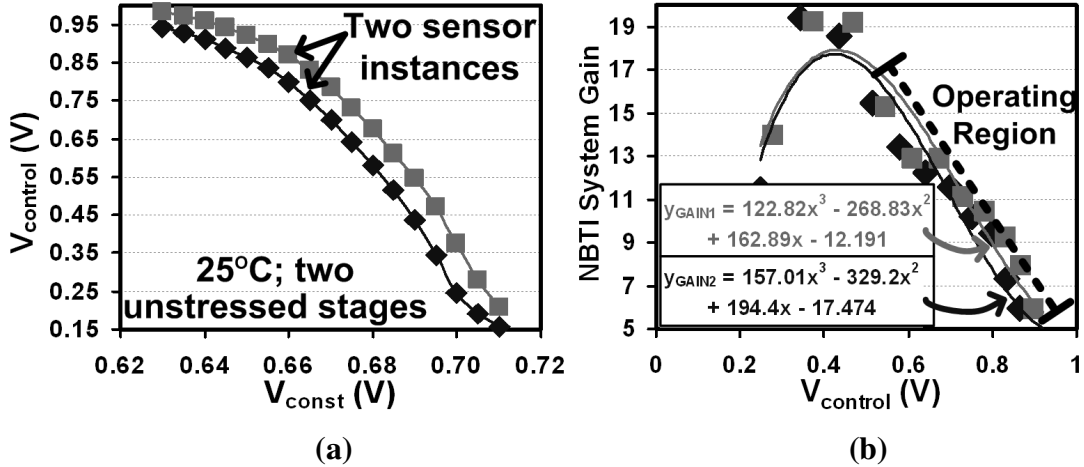 0.95
0.85
0.75
0.65
0.55
0.45
0.35
0.25
0.15
Vcontrol (V)
Two sensor
instances
25°C; two
unstressed stages
0.62
0.64
0.66
0.68
0.70
0.72
Vconst (V)
(a)
19
17
15
13
11
9
7
5
NBTI System Gain
Operating
Region
yGAIN1 = 122.82x³ - 268.83x²
+ 162.89x - 12.191
yGAIN2 = 157.01x³ - 329.2x²
+ 194.4x - 17.474
0
0.2
0.4
0.6
0.8
1
Vcontrol (V)
(b)